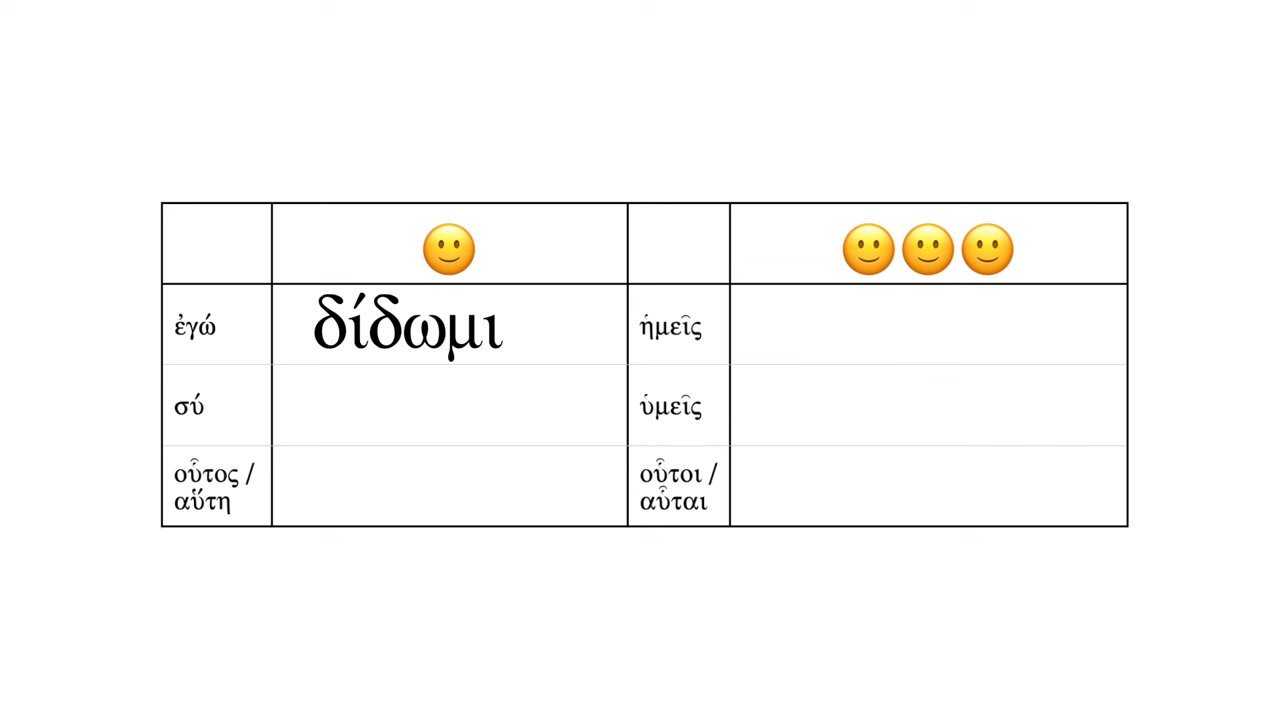 ἐγώ δίδωμι ἡμεῖς
σύ ὑμεῖς
οὗτος / οὗτοι /
αὕτη αὗται